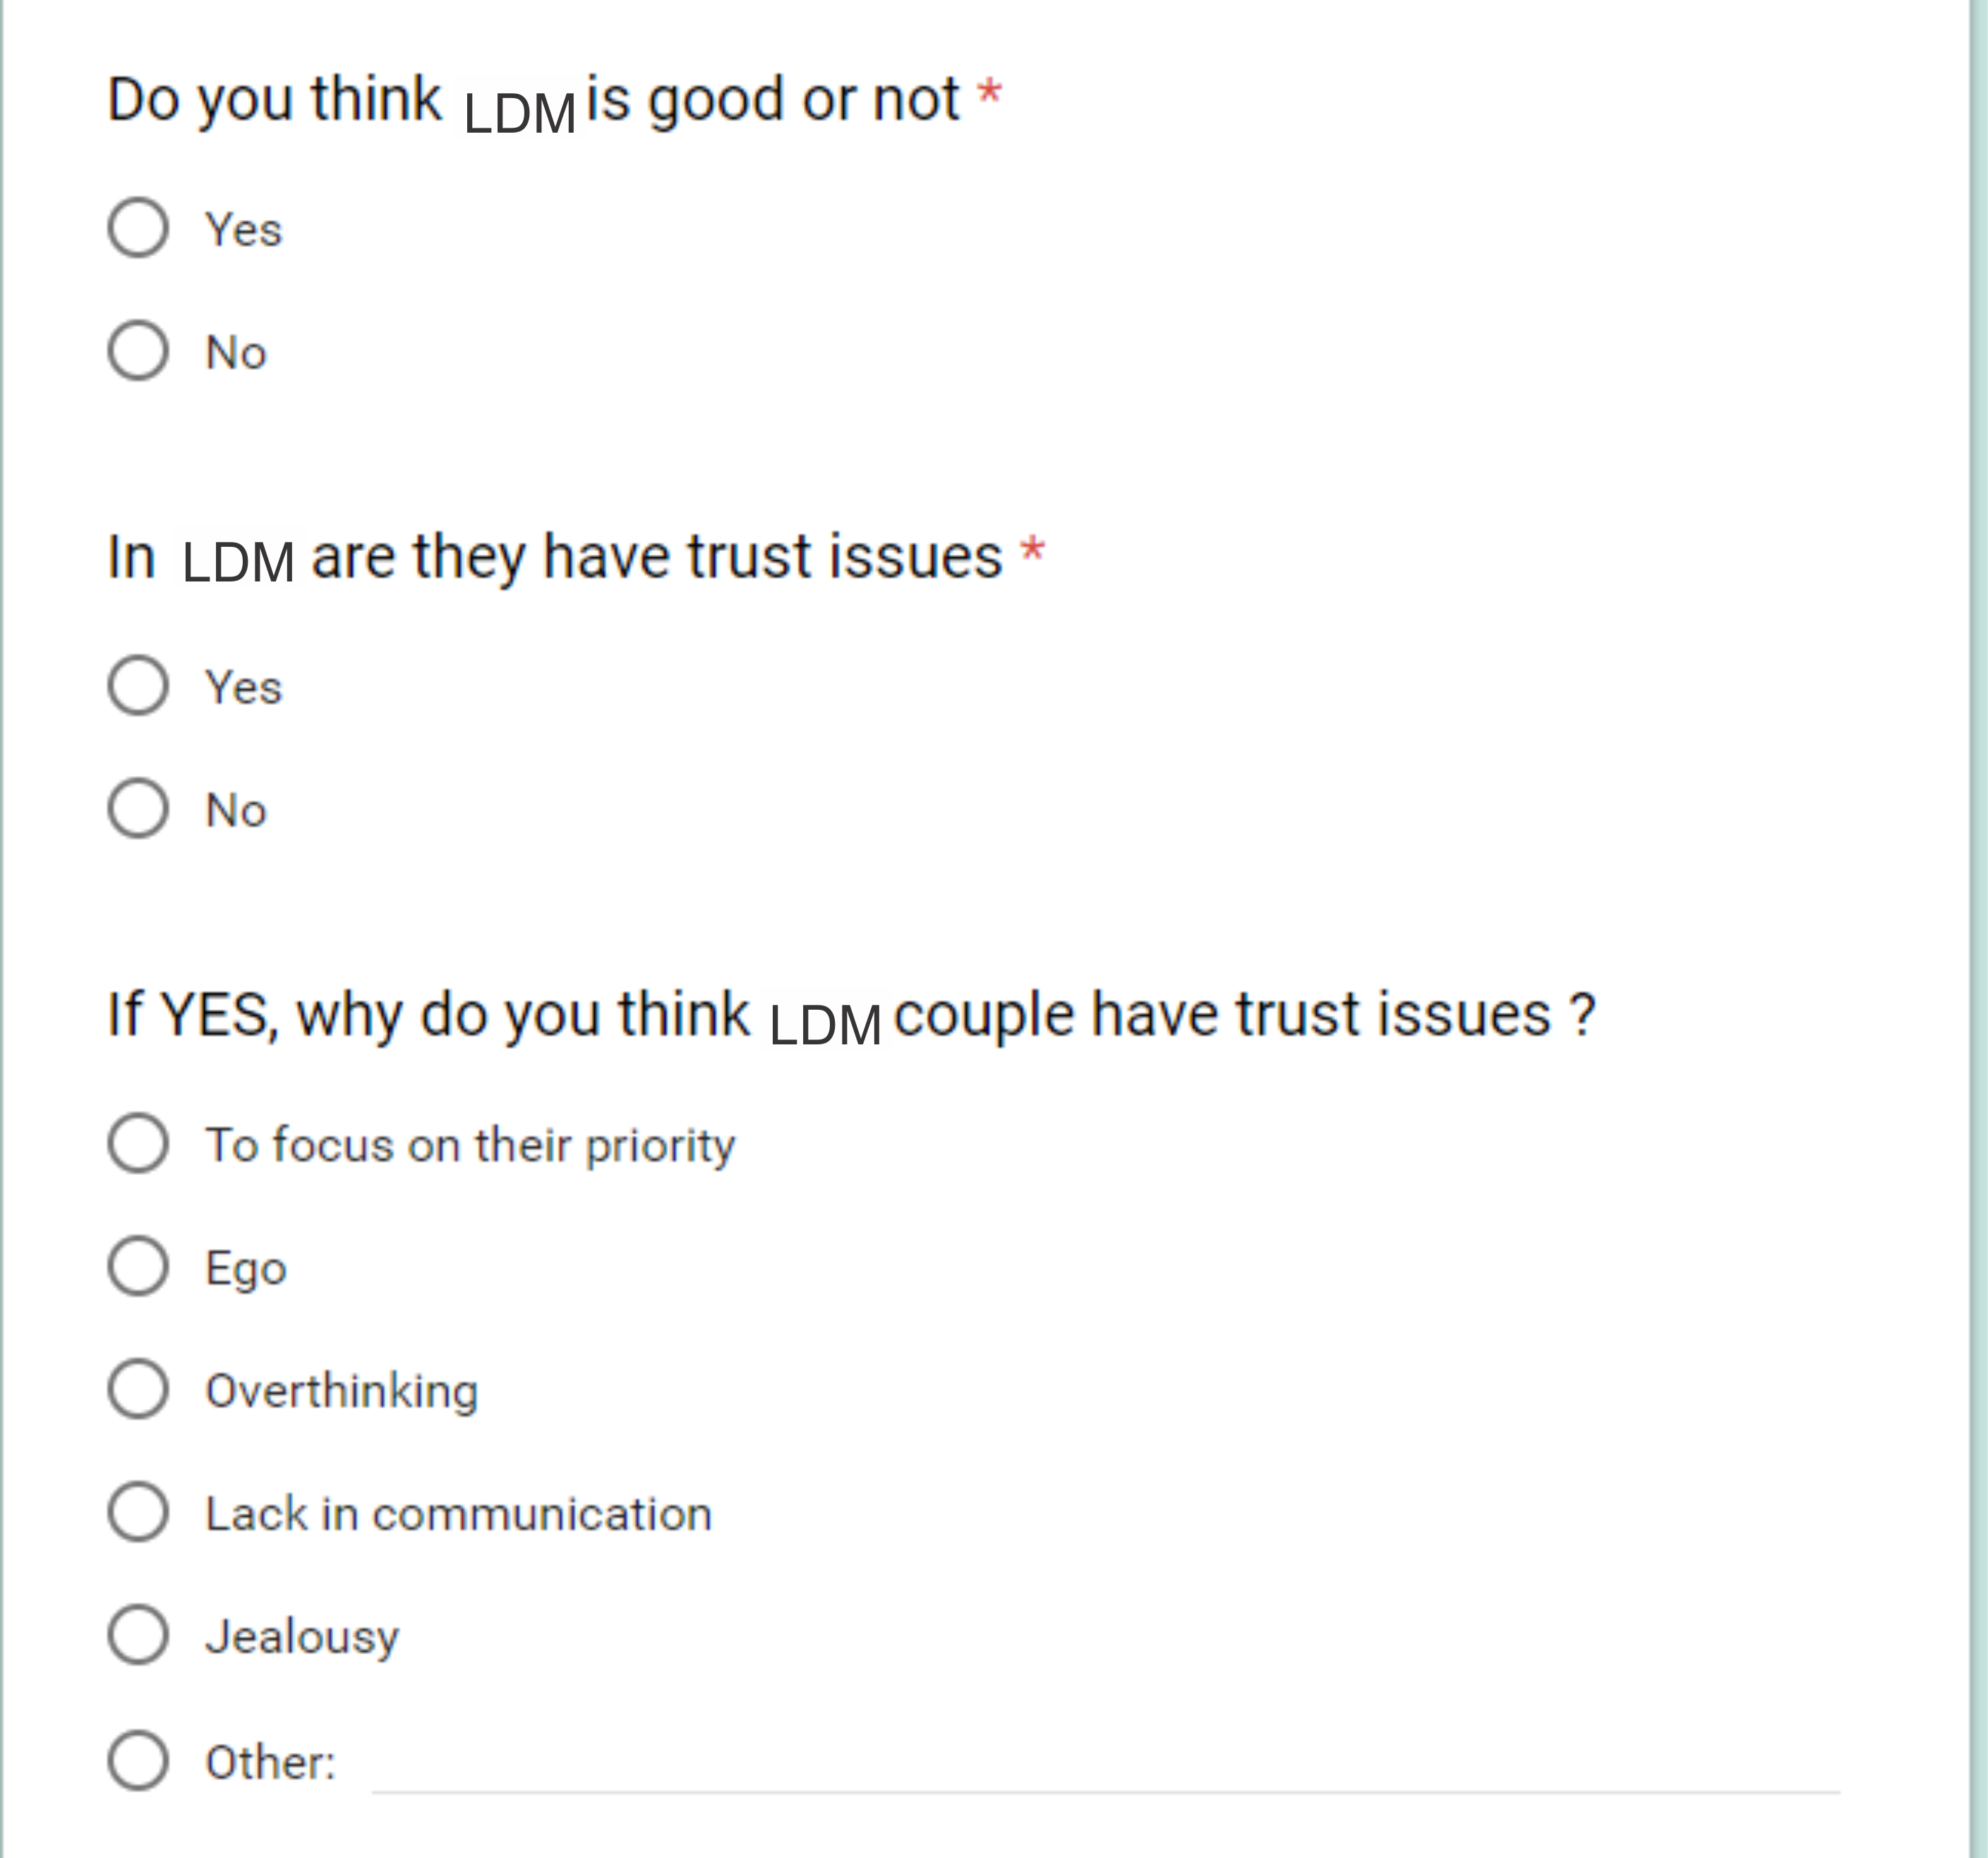 Do you think LDM is good or not *
Yes
No
In LDM are they have trust issues *
Yes
No
If YES, why do you think LDM couple have trust issues ?
To focus on their priority
Ego
Overthinking
Lack in communication
Jealousy
Other: